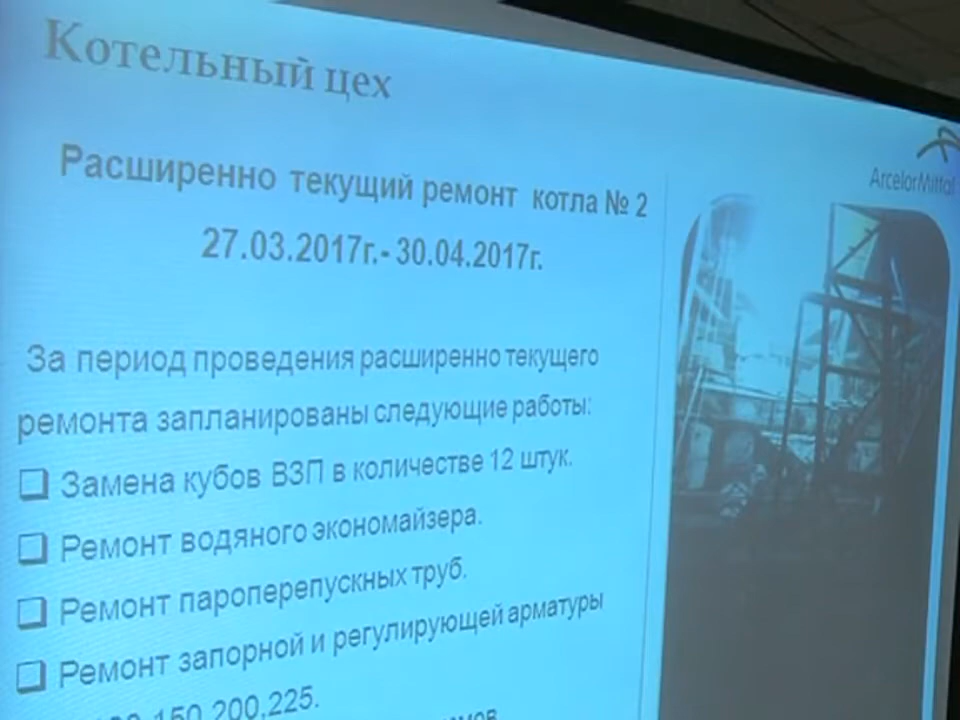 Котельный цех
ArcelorMittal
Расширенно текущий ремонт котла № 2
27.03.2017г.- 30.04.2017г.
За период проведения расширенно текущего
ремонта запланированы следующие работы:
Замена кубов ВЗП в количестве 12 штук.
Ремонт водяного экономайзера.
Ремонт пароперепускных труб.
Ремонт запорной и регулирующей арматуры
150,200,225.